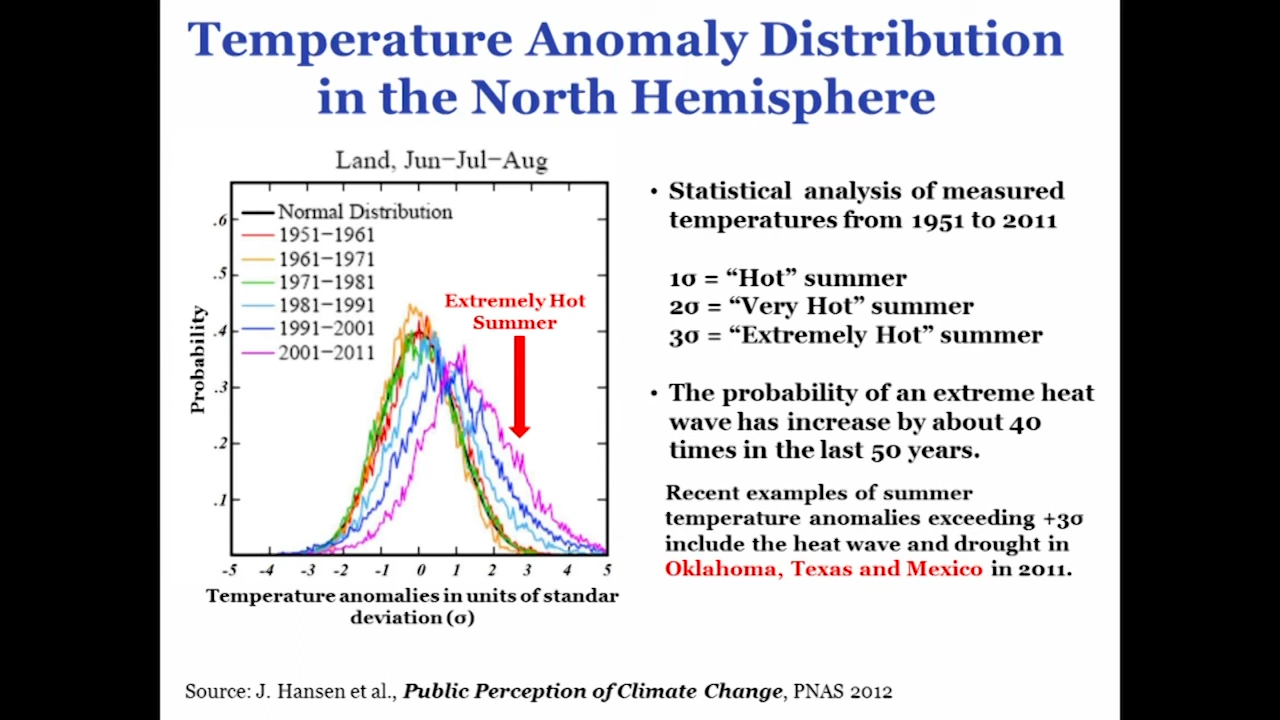 Temperature Anomaly Distribution
in the North Hemisphere
Land, Jun-Jul-Aug
Normal Distribution
1951-1961
1961-1971
1971-1981
1981-1991
1991-2001
2001-2011
Extremely Hot
Summer
Probability
.6
.5
.4
.3
.2
.1
-5 -4 -3 -2 -1 0 1 2 3 4 5
Temperature anomalies in units of standar
deviation (σ)
• Statistical analysis of measured
temperatures from 1951 to 2011
1σ = “Hot” summer
2σ = “Very Hot” summer
3σ = “Extremely Hot” summer
• The probability of an extreme heat
wave has increase by about 40
times in the last 50 years.
Recent examples of summer
temperature anomalies exceeding +3σ
include the heat wave and drought in
Oklahoma, Texas and Mexico in 2011.
Source: J. Hansen et al., Public Perception of Climate Change, PNAS 2012